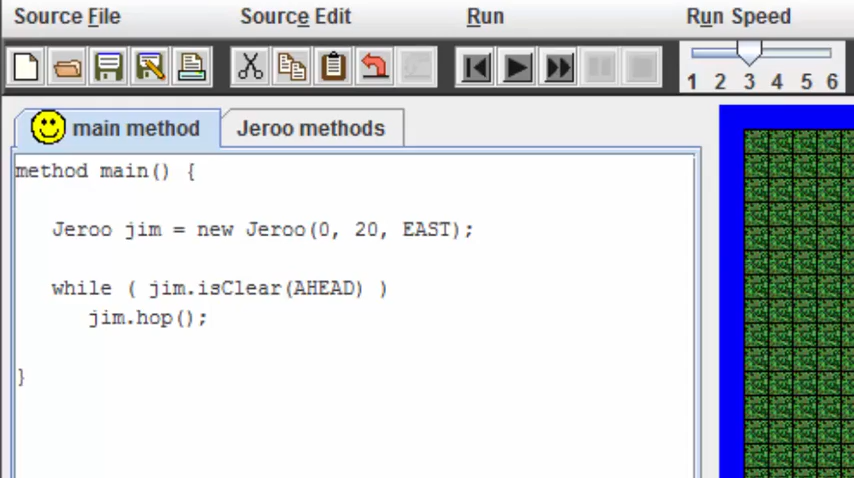 Source File Source Edit Run Run Speed
1 2 3 4 5 6
main method Jeroo methods
method main() {
Jeroo jim = new Jeroo(0, 20, EAST);
while ( jim.isClear(AHEAD) )
jim.hop();
}